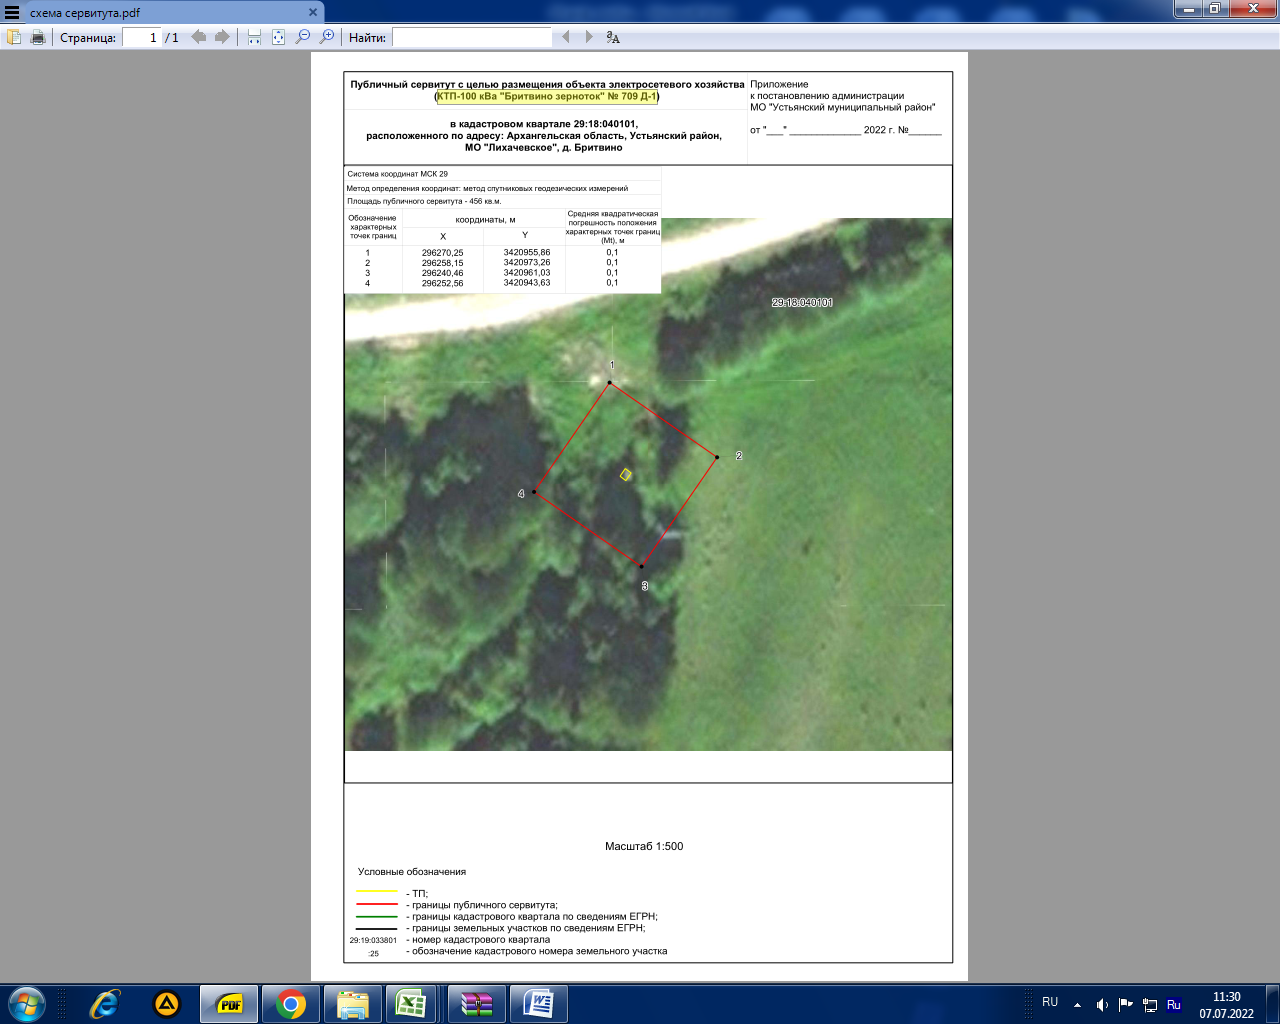 схема сервитута.pdf
Страница: 1 / 1 Найти:
Публичный сервитут с целью размещения объекта электросетевого хозяйства
(КТП-100 кВа "Бритвино зерноток" № 709 Д-1)
в кадастровом квартале 29:18:040101,
расположенного по адресу: Архангельская область, Устьянский район,
МО "Лихачевское", д. Бритвино
Приложение
к постановлению администрации
МО "Устьянский муниципальный район"
от "___" _____________ 2022 г. №______
Система координат МСК 29
Метод определения координат: метод спутниковых геодезических измерений
Площадь публичного сервитута - 456 кв.м.
Обозначение
характерных
точек границ
координаты, м
X Y
Средняя квадратическая
погрешность положения
характерных точек границ
(Mt), м
1 296270,25 3420955,86 0,1
2 296258,15 3420973,26 0,1
3 296240,46 3420961,03 0,1
4 296252,56 3420943,63 0,1
29:18:040101
1
2
4
3
Масштаб 1:500
Условные обозначения
- ТП;
- границы публичного сервитута;
- границы кадастрового квартала по сведениям ЕГРН;
- границы земельных участков по сведениям ЕГРН;
29:19:033801 - номер кадастрового квартала
:25 - обозначение кадастрового номера земельного участка
PDF
RU Ru 11:30
07.07.2022